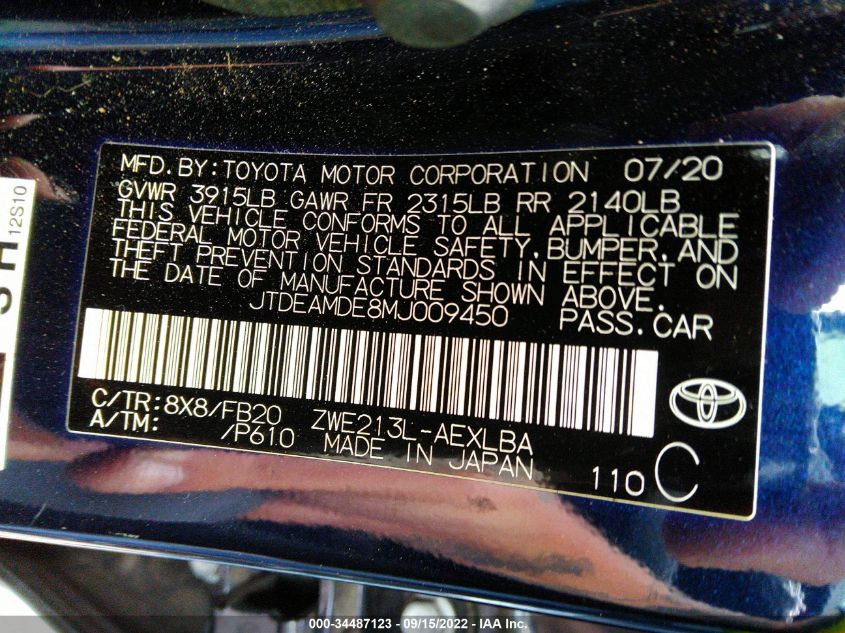 MFD.BY:TOYOTA MOTOR CORPORATION 07/20
GVWR 3915LB GAWR FR 2315LB RR 2140LB
THIS VEHICLE CONFORMS TO ALL APPLICABLE
FEDERAL MOTOR VEHICLE SAFETY,BUMPER,AND
THEFT PREVENTION STANDARDS IN EFFECT ON
THE DATE OF MANUFACTURE SHOWN ABOVE.
JTDEAMDE8MJ009450 PASS.CAR
C/TR:8X8/FB20 ZWE213L-AEXLBA
A/TM: /P610 MADE IN JAPAN
110 C
12S10
000-34487123 - 09/15/2022 - IAA Inc.